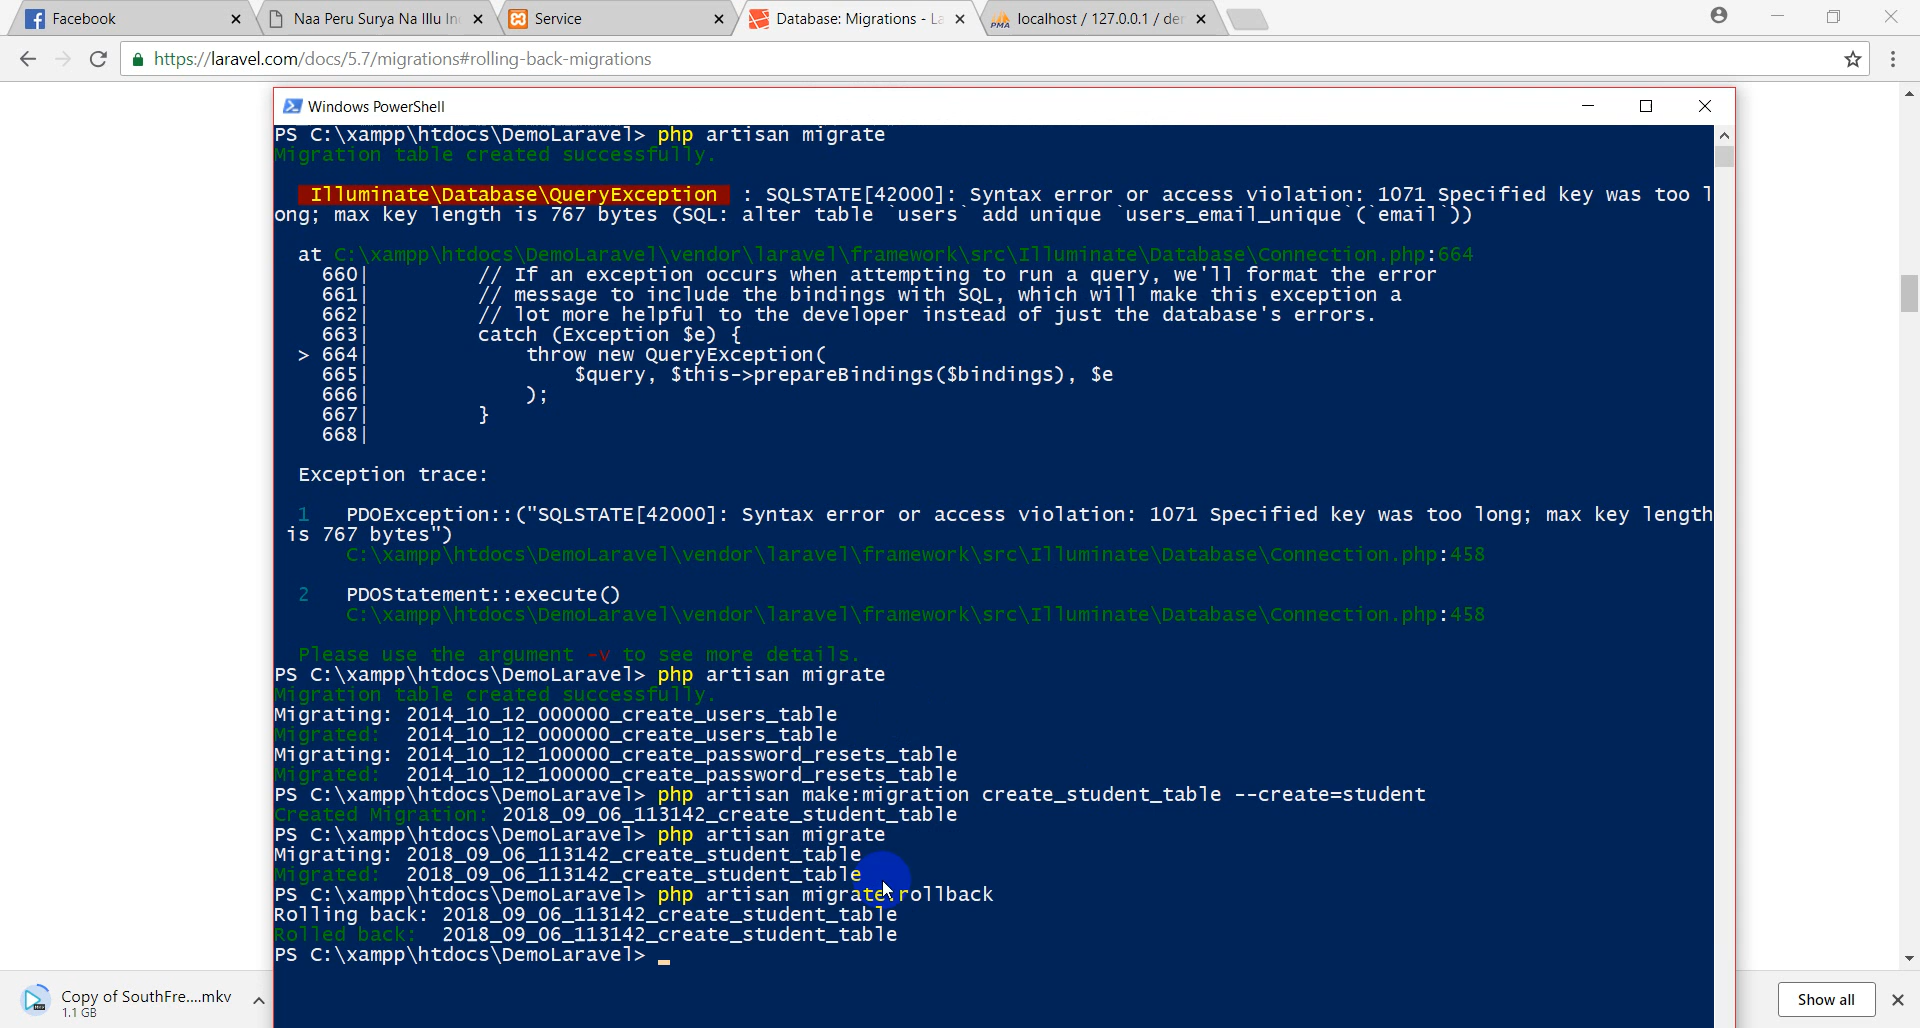 Facebook
Naa Peru Surya Na Illu In
Service
Database: Migrations - La
localhost / 127.0.0.1 / de
https://laravel.com/docs/5.7/migrations#rolling-back-migrations
Windows PowerShell
PS C:\xampp\htdocs\DemoLaravel> php artisan migrate
Migration table created successfully.
Illuminate\Database\QueryException : SQLSTATE[42000]: Syntax error or access violation: 1071 Specified key was too l
ong; max key length is 767 bytes (SQL: alter table `users` add unique `users_email_unique`(`email`))
at C:\xampp\htdocs\DemoLaravel\vendor\laravel\framework\src\Illuminate\Database\Connection.php:664
660| // If an exception occurs when attempting to run a query, we'll format the error
661| // message to include the bindings with SQL, which will make this exception a
662| // lot more helpful to the developer instead of just the database's errors.
663| catch (Exception $e) {
> 664| throw new QueryException(
665| $query, $this->prepareBindings($bindings), $e
666| );
667| }
668|
Exception trace:
1 PDOException::("SQLSTATE[42000]: Syntax error or access violation: 1071 Specified key was too long; max key length
is 767 bytes")
C:\xampp\htdocs\DemoLaravel\vendor\laravel\framework\src\Illuminate\Database\Connection.php:458
2 PDOStatement::execute()
C:\xampp\htdocs\DemoLaravel\vendor\laravel\framework\src\Illuminate\Database\Connection.php:458
Please use the argument -v to see more details.
PS C:\xampp\htdocs\DemoLaravel> php artisan migrate
Migration table created successfully.
Migrating: 2014_10_12_000000_create_users_table
Migrated: 2014_10_12_000000_create_users_table
Migrating: 2014_10_12_100000_create_password_resets_table
Migrated: 2014_10_12_100000_create_password_resets_table
PS C:\xampp\htdocs\DemoLaravel> php artisan make:migration create_student_table --create=student
Created Migration: 2018_09_06_113142_create_student_table
PS C:\xampp\htdocs\DemoLaravel> php artisan migrate
Migrating: 2018_09_06_113142_create_student_table
Migrated: 2018_09_06_113142_create_student_table
PS C:\xampp\htdocs\DemoLaravel> php artisan migrate:rollback
Rolling back: 2018_09_06_113142_create_student_table
Rolled back: 2018_09_06_113142_create_student_table
PS C:\xampp\htdocs\DemoLaravel> _
Copy of SouthFre....mkv
1.1 GB
Show all